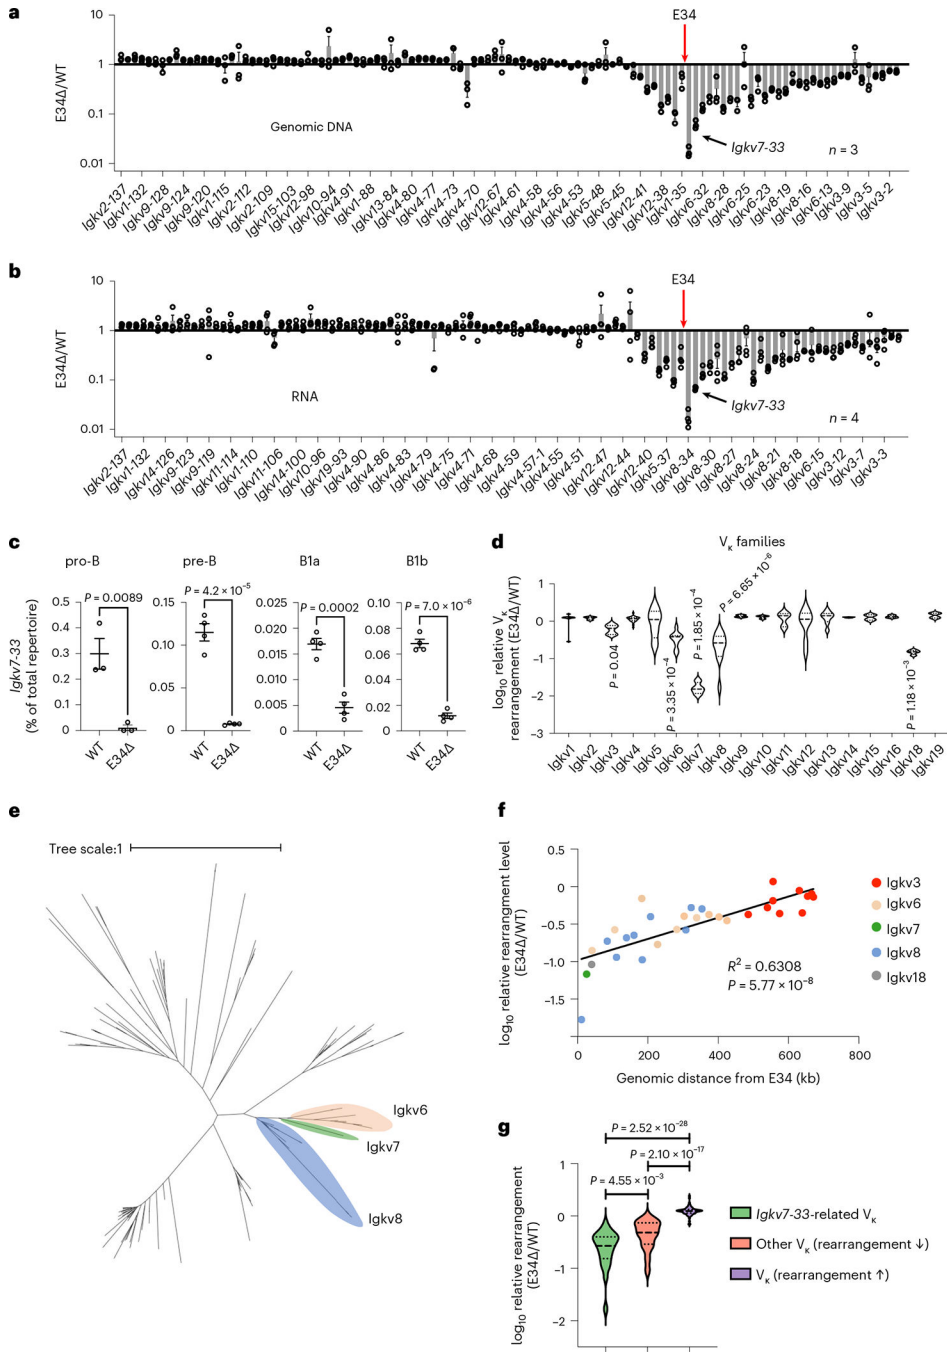 a
E34Δ/WT
10
1
0.1
0.01
E34
Genomic DNA
Igkv7-33
n = 3
Igkv2-137
Igkv1-132
Igkv9-128
Igkv9-124
Igkv9-120
Igkv1-115
Igkv2-112
Igkv2-109
Igkv15-103
Igkv12-98
Igkv10-94
Igkv4-91
Igkv1-88
Igkv13-84
Igkv4-80
Igkv4-77
Igkv4-73
Igkv4-70
Igkv12-67
Igkv4-61
Igkv4-58
Igkv4-56
Igkv4-53
Igkv5-48
Igkv5-45
Igkv12-41
Igkv12-38
Igkv1-35
Igkv6-32
Igkv8-28
Igkv6-25
Igkv6-23
Igkv8-19
Igkv8-16
Igkv6-13
Igkv3-9
Igkv3-5
Igkv3-2
b
E34Δ/WT
10
1
0.1
0.01
E34
RNA
Igkv7-33
n = 4
Igkv2-137
Igkv1-132
Igkv14-126
Igkv9-123
Igkv9-119
Igkv11-114
Igkv1-110
Igkv11-106
Igkv14-100
Igkv10-96
Igkv19-93
Igkv4-90
Igkv4-86
Igkv4-83
Igkv4-79
Igkv4-75
Igkv4-71
Igkv4-68
Igkv4-59
Igkv4-57-1
Igkv4-55
Igkv4-51
Igkv12-47
Igkv12-44
Igkv12-40
Igkv5-37
Igkv8-34
Igkv8-30
Igkv8-27
Igkv8-24
Igkv8-21
Igkv8-18
Igkv6-15
Igkv3-12
Igkv3-7
Igkv3-3
c
Igkv7-33
(% of total repertoire)
pro-B
P = 0.0089
0.5
0.4
0.3
0.2
0.1
0
WT
E34Δ
pre-B
P = 4.2 × 10⁻⁵
0.15
0.10
0.05
0
WT
E34Δ
B1a
P = 0.0002
0.025
0.020
0.015
0.010
0.005
0
WT
E34Δ
B1b
P = 7.0 × 10⁻⁶
0.10
0.08
0.06
0.04
0.02
0
WT
E34Δ
d
Vκ families
log₁₀ relative Vκ
rearrangement (E34Δ/WT)
1
0
−1
−2
−3
P = 0.04
P = 3.35 × 10⁻⁴
P = 1.85 × 10⁻⁴
P = 6.65 × 10⁻⁶
P = 1.18 × 10⁻³
Igkv1
Igkv2
Igkv3
Igkv4
Igkv5
Igkv6
Igkv7
Igkv8
Igkv9
Igkv10
Igkv11
Igkv12
Igkv13
Igkv14
Igkv15
Igkv16
Igkv18
Igkv19
e
Tree scale:1
Igkv6
Igkv7
Igkv8
f
log₁₀ relative rearrangment level
(E34Δ/WT)
0.5
0
−0.5
−1.0
−1.5
R² = 0.6308
P = 5.77 × 10⁻⁸
0
200
400
600
800
Genomic distance from E34 (kb)
Igkv3
Igkv6
Igkv7
Igkv8
Igkv18
g
log₁₀ relative rearrangement
(E34Δ/WT)
P = 2.52 × 10⁻²⁸
P = 2.10 × 10⁻¹⁷
P = 4.55 × 10⁻³
1
0
−1
−2
Igkv7-33-related Vκ
Other Vκ (rearrangement ↓)
Vκ (rearrangement ↑)